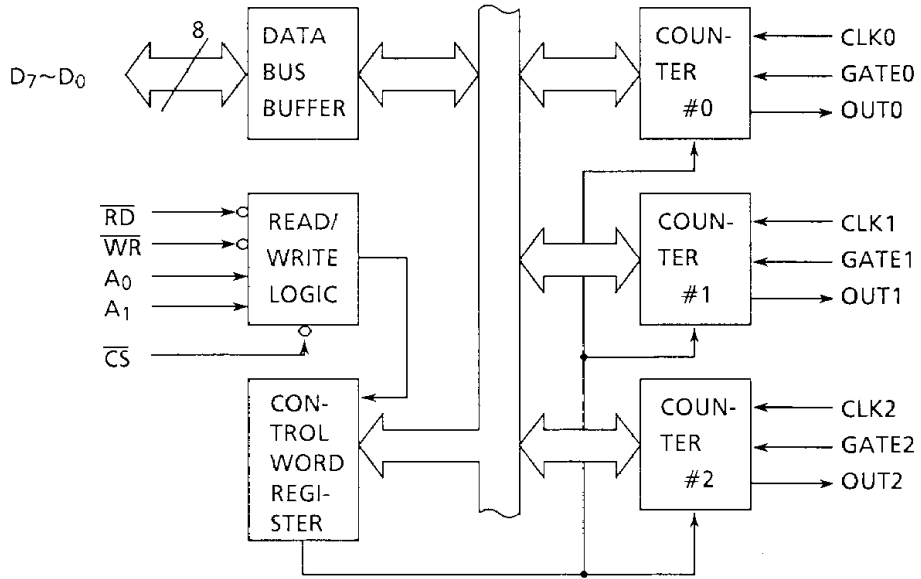 D7~D0
8
DATA
BUS
BUFFER
COUN-
TER
#0
CLK0
GATE0
OUT0
RD
WR
A0
A1
CS
READ/
WRITE
LOGIC
COUN-
TER
#1
CLK1
GATE1
OUT1
CON-
TROL
WORD
REGI-
STER
COUN-
TER
#2
CLK2
GATE2
OUT2